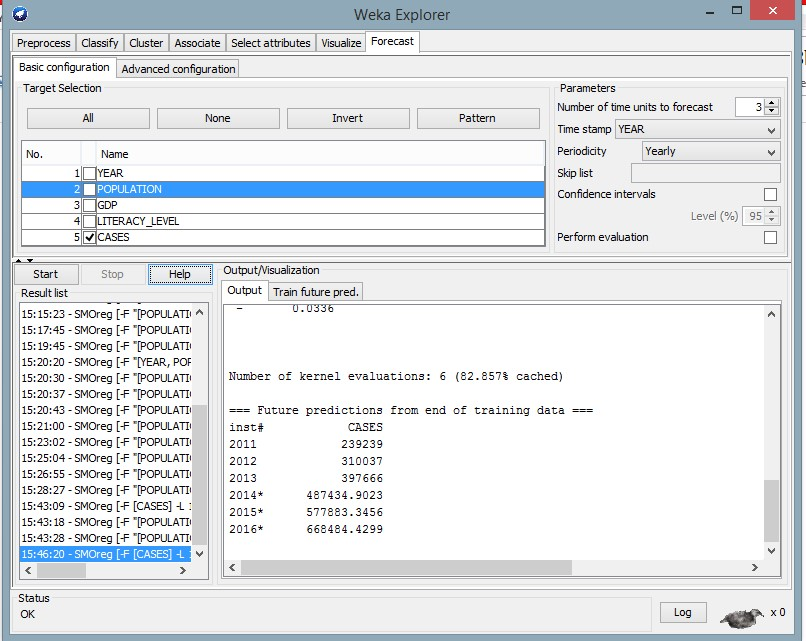 Weka Explorer
Preprocess Classify Cluster Associate Select attributes Visualize Forecast
Basic configuration Advanced configuration
Target Selection
All None Invert Pattern
No. Name
1 YEAR
2 POPULATION
3 GDP
4 LITERACY_LEVEL
5 CASES
Parameters
Number of time units to forecast 3
Time stamp YEAR
Periodicity Yearly
Skip list
Confidence intervals
Level (%) 95
Perform evaluation
Start Stop Help
Result list
15:15:23 - SMOreg [-F "[POPULATI
15:17:45 - SMOreg [-F "[POPULATI
15:19:45 - SMOreg [-F "[POPULATI
15:20:20 - SMOreg [-F "[YEAR, POP
15:20:30 - SMOreg [-F "[POPULATI
15:20:37 - SMOreg [-F "[POPULATI
15:20:43 - SMOreg [-F "[POPULATI
15:21:00 - SMOreg [-F "[POPULATI
15:23:02 - SMOreg [-F "[POPULATI
15:25:04 - SMOreg [-F "[POPULATI
15:26:55 - SMOreg [-F "[POPULATI
15:28:27 - SMOreg [-F "[POPULATI
15:43:09 - SMOreg [-F [CASES] -L
15:43:18 - SMOreg [-F "[POPULATI
15:43:28 - SMOreg [-F "[POPULATI
15:46:20 - SMOreg [-F [CASES] -L
Output/Visualization
Output Train future pred.
- 0.0336
Number of kernel evaluations: 6 (82.857% cached)
=== Future predictions from end of training data ===
inst# CASES
2011 239239
2012 310037
2013 397666
2014* 487434.9023
2015* 577883.3456
2016* 668484.4299
Status
OK
Log x 0